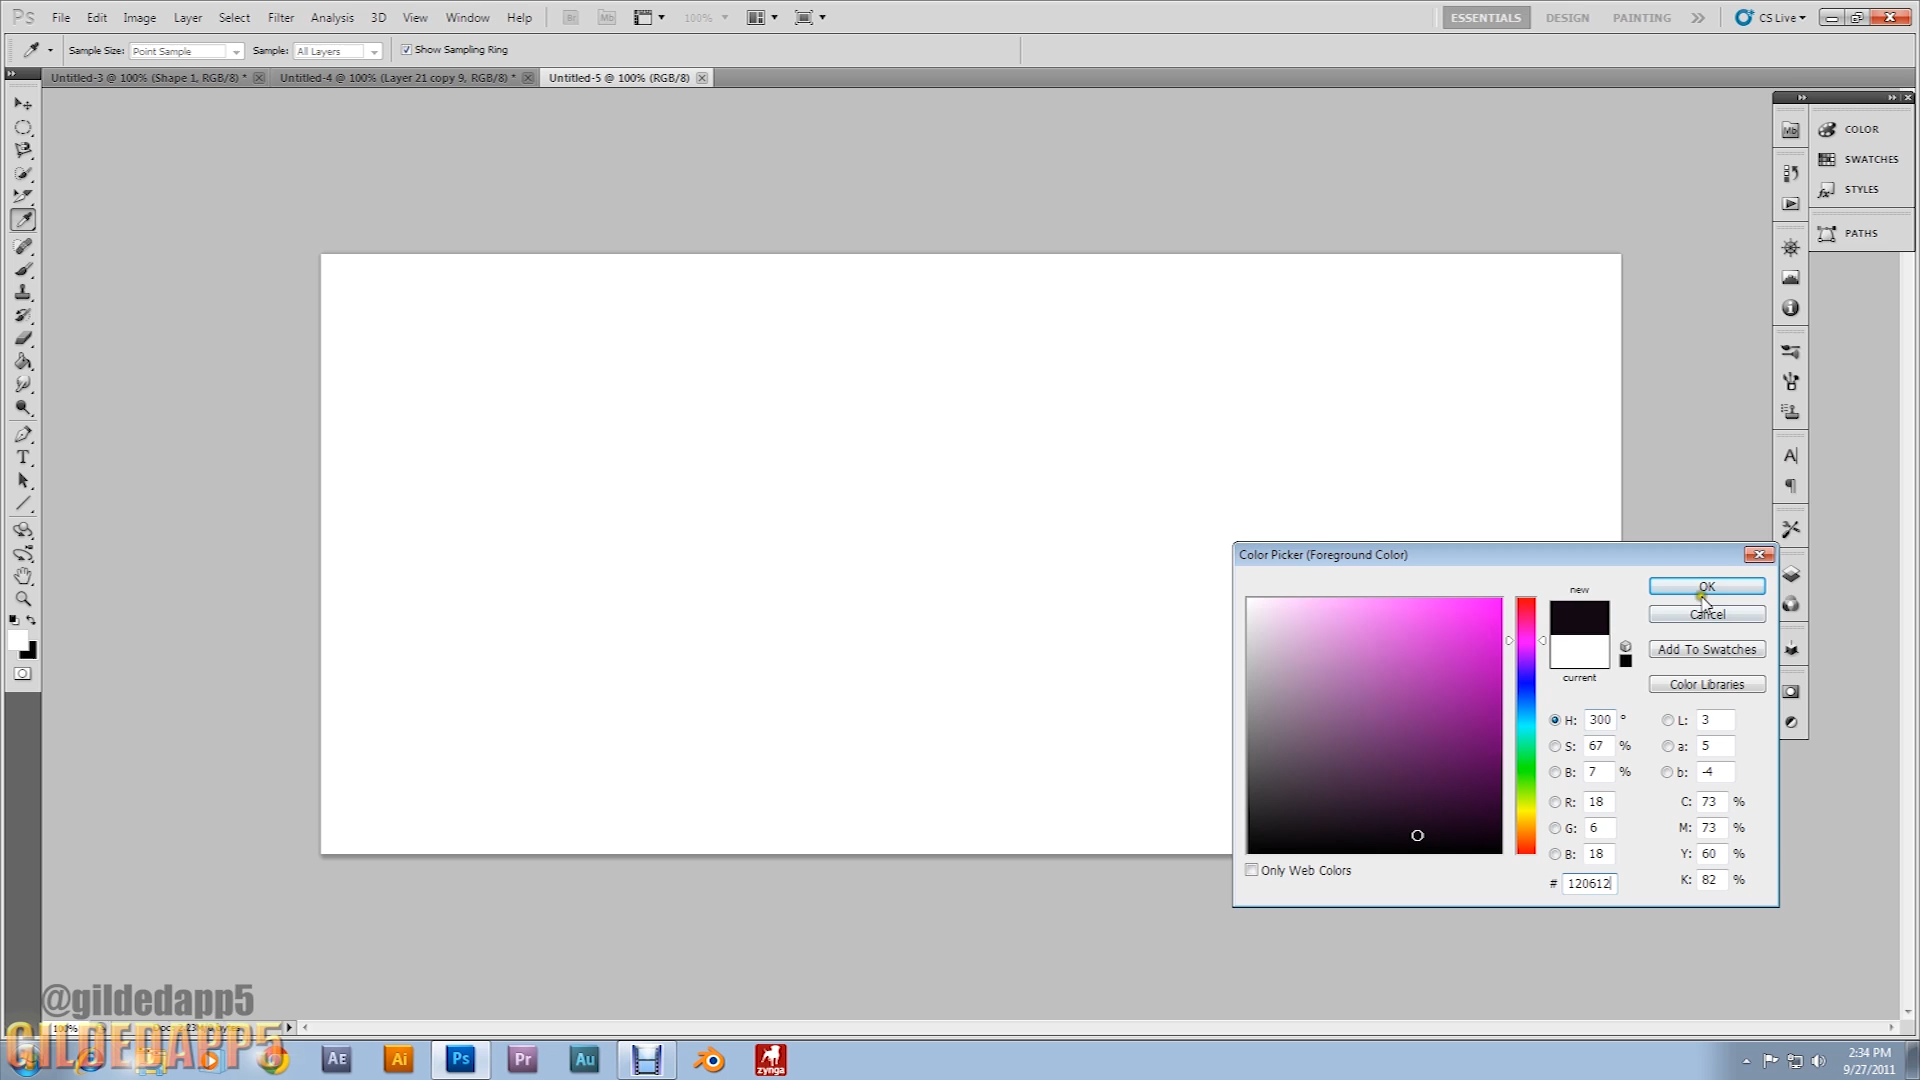 Ps File Edit Image Layer Select Filter Analysis 3D View Window Help Br Mb 100% ESSENTIALS DESIGN PAINTING CS Live
Sample Size: Point Sample Sample: All Layers Show Sampling Ring
Untitled-3 @ 100% (Shape 1, RGB/8) * Untitled-4 @ 100% (Layer 21 copy 9, RGB/8) * Untitled-5 @ 100% (RGB/8)
Mb COLOR
SWATCHES
STYLES
PATHS
Color Picker (Foreground Color)
new OK
Cancel
Add To Swatches
current
Color Libraries
H: 300 ° L: 3
S: 67 % a: 5
B: 7 % b: -4
R: 18 C: 73 %
G: 6 M: 73 %
B: 18 Y: 60 %
# 120612 K: 82 %
Only Web Colors
@gildedapp5
100%
GILDEDAPP5
AE Ai Ps Pr Au zynga
2:34 PM
9/27/2011